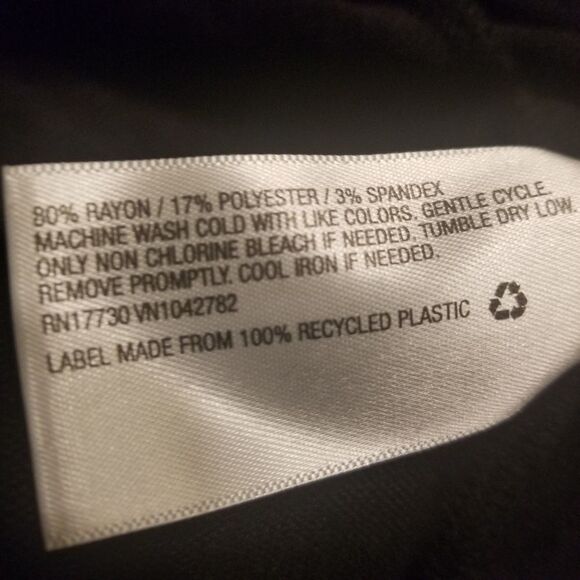 80% RAYON / 17% POLYESTER / 3% SPANDEX
MACHINE WASH COLD WITH LIKE COLORS. GENTLE CYCLE.
ONLY NON CHLORINE BLEACH IF NEEDED. TUMBLE DRY LOW.
REMOVE PROMPTLY. COOL IRON IF NEEDED.
RN17730 VN1042782
LABEL MADE FROM 100% RECYCLED PLASTIC